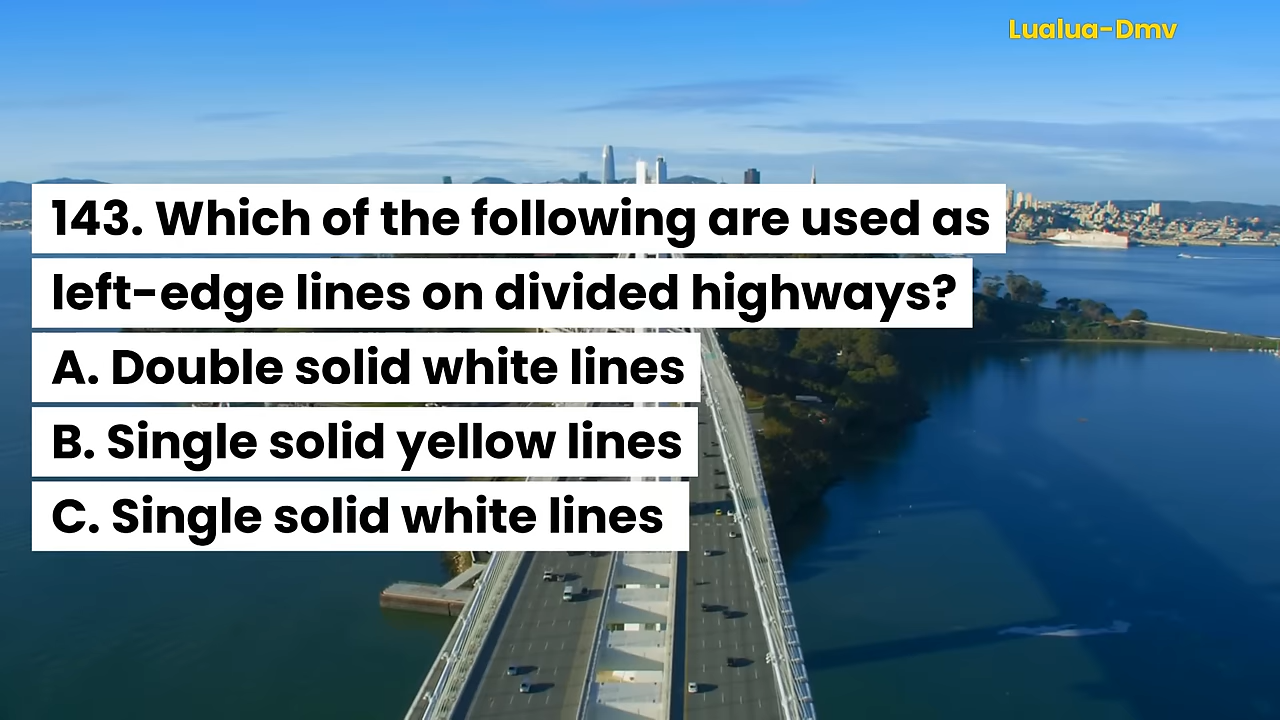 Lualua-Dmv
143. Which of the following are used as
left-edge lines on divided highways?
A. Double solid white lines
B. Single solid yellow lines
C. Single solid white lines